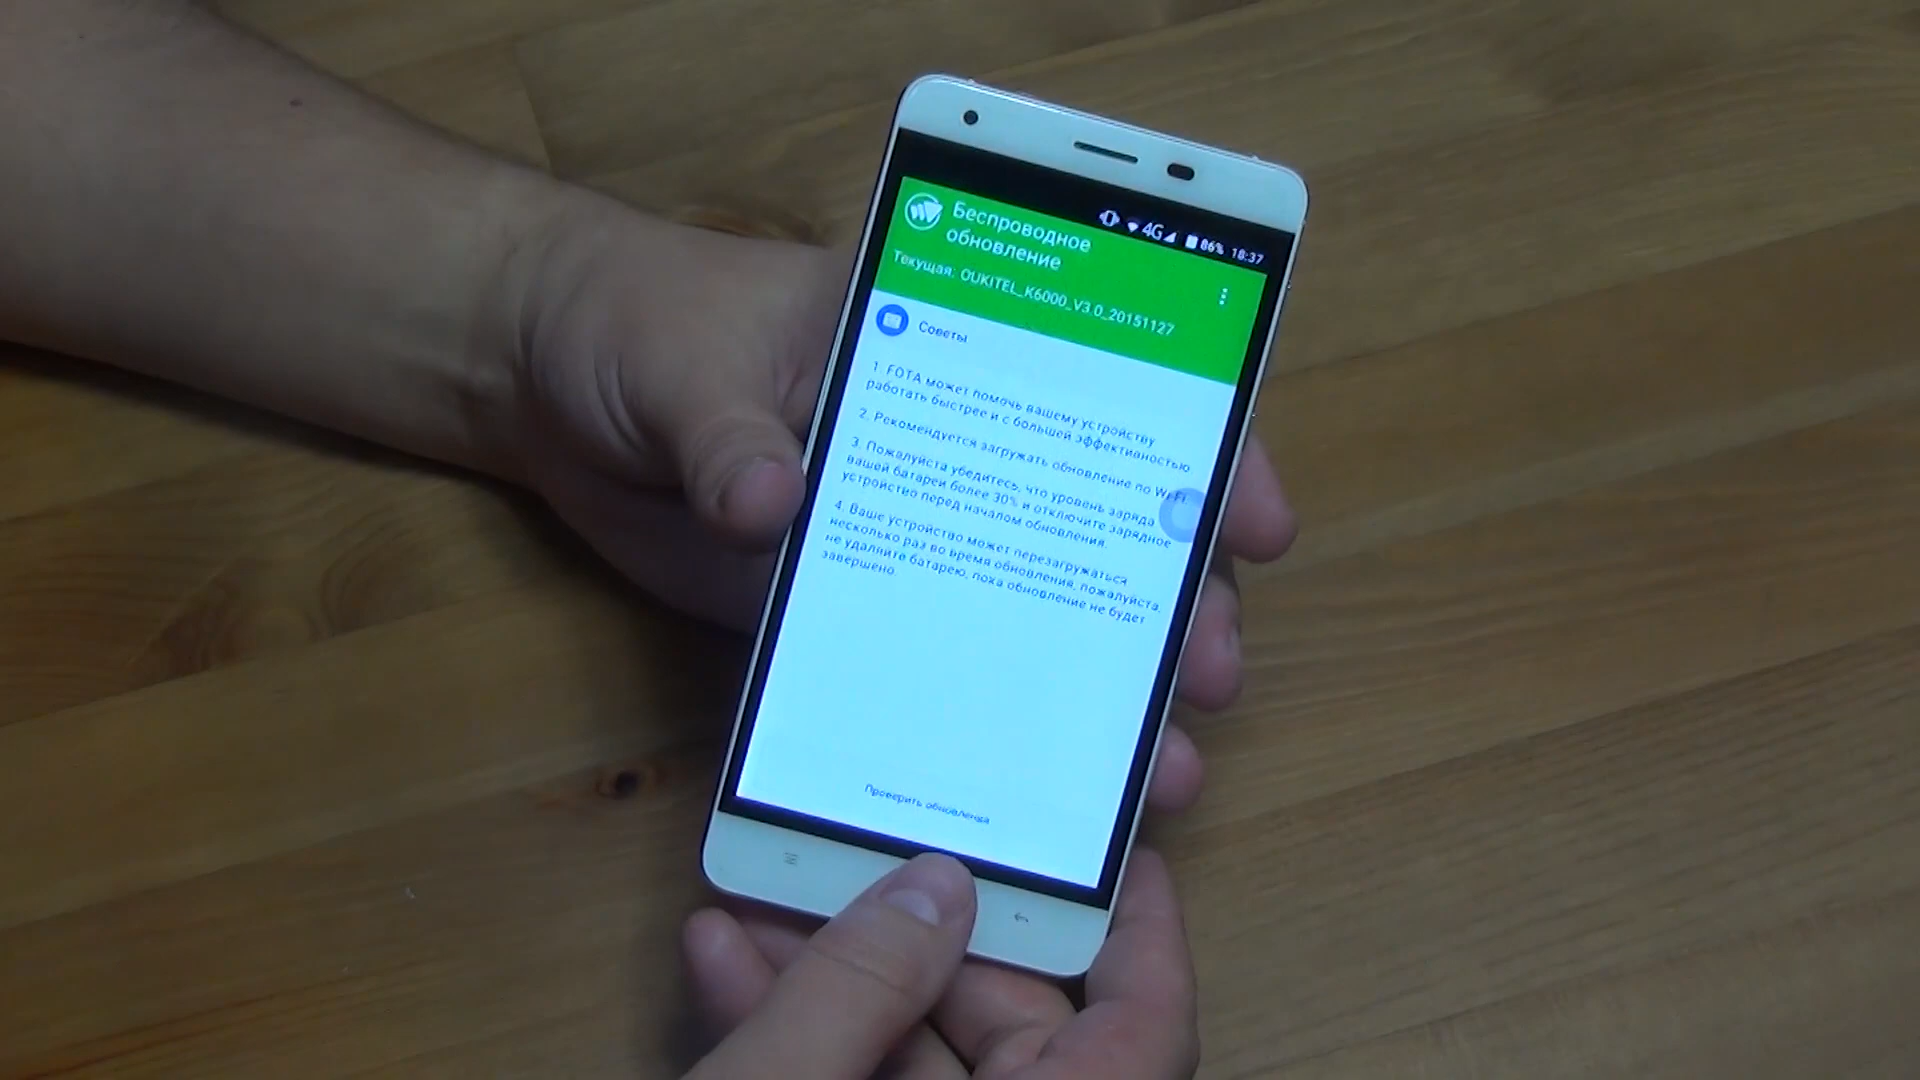 4G 86% 18:37
Беспроводное
обновление
Текущая: OUKITEL_K6000_V3.0_20151127
Советы
1. FOTA может помочь вашему устройству
работать быстрее и с большей эффективностью
2. Рекомендуется загружать обновление по Wi-Fi
3. Пожалуйста убедитесь, что уровень заряда
вашей батареи более 30% и отключите зарядное
устройство перед началом обновления.
4. Ваше устройство может перезагружаться
несколько раз во время обновления, пожалуйста,
не удаляйте батарею, пока обновление не будет
завершено.
Проверить обновления